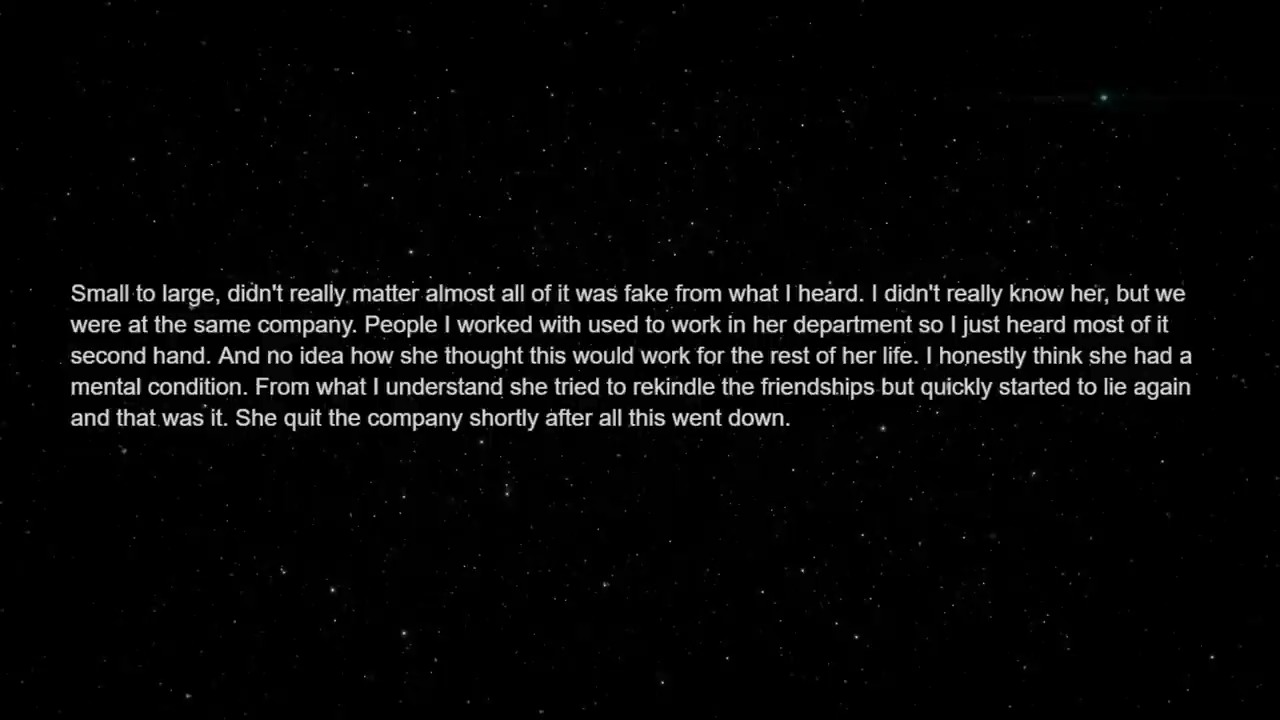 Small to large, didn't really matter almost all of it was fake from what I heard. I didn't really know her, but we
were at the same company. People I worked with used to work in her department so I just heard most of it
second hand. And no idea how she thought this would work for the rest of her life. I honestly think she had a
mental condition. From what I understand she tried to rekindle the friendships but quickly started to lie again
and that was it. She quit the company shortly after all this went down.